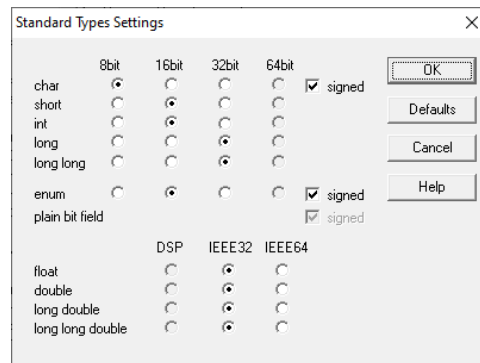 Standard Types Settings
8bit 16bit 32bit 64bit
char signed
short
int
long
long long
enum signed
plain bit field signed
DSP IEEE32 IEEE64
float
double
long double
long long double
OK
Defaults
Cancel
Help